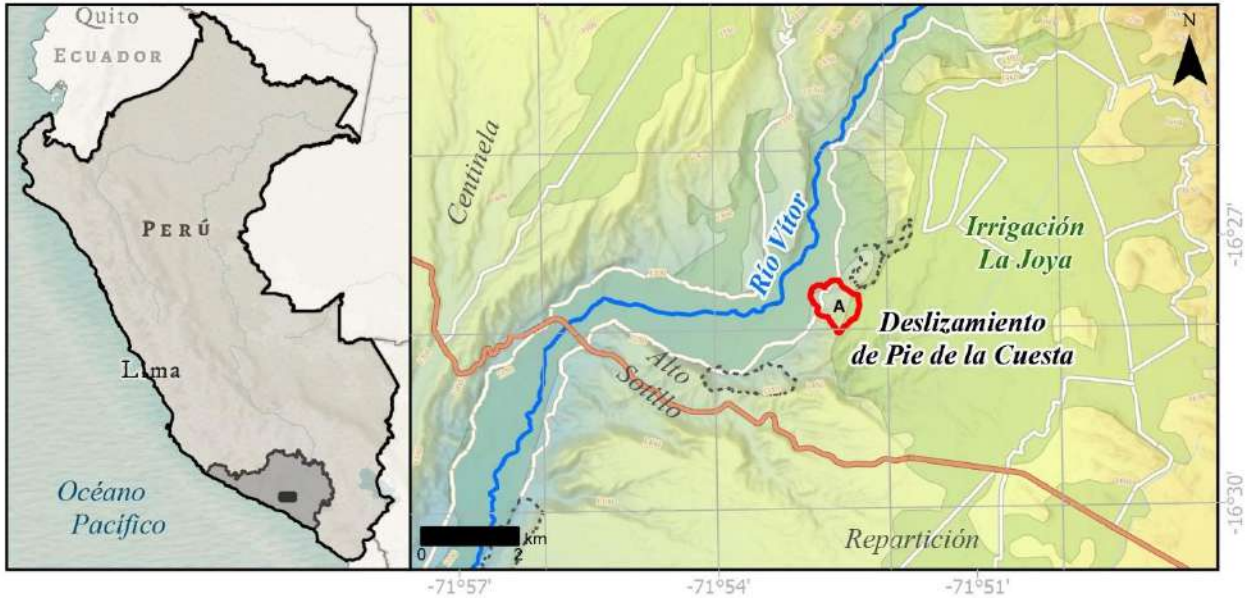 Quito
ECUADOR
PERÚ
Lima
Océano
Pacífico
N
Centinela
Río Vítor
Irrigación
La Joya
A
Deslizamiento
de Pie de la Cuesta
Alto
Sotillo
Repartición
0 2 km
-16°27'
-16°30'
-71°57'
-71°54'
-71°51'